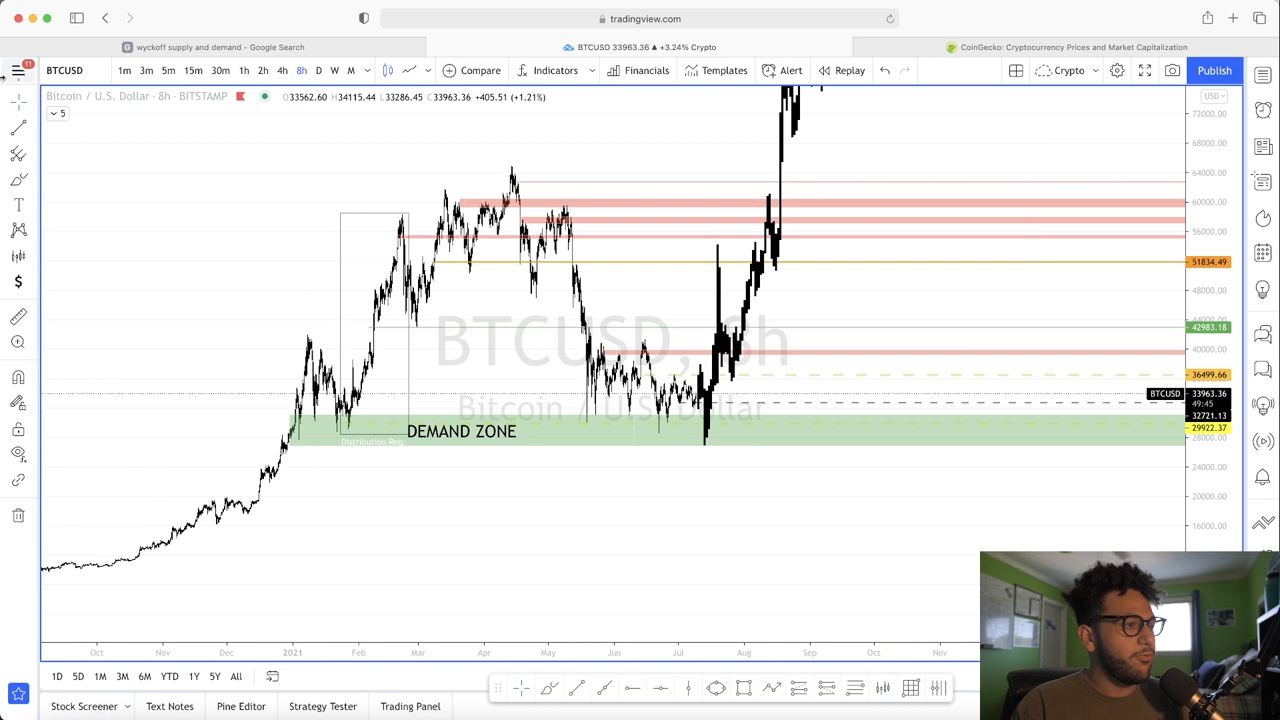 tradingview.com
wyckoff supply and demand - Google Search
BTCUSD 33963.36 ▲ +3.24% Crypto
CoinGecko: Cryptocurrency Prices and Market Capitalization
11
BTCUSD
1m 3m 5m 15m 30m 1h 2h 4h 8h D W M
Compare
Indicators
Financials
Templates
Alert
Replay
Crypto
Publish
Bitcoin / U.S. Dollar · 8h · BITSTAMP
O33562.60 H34115.44 L33286.45 C33963.36 +405.51 (+1.21%)
USD
5
72000.00
64000.00
60000.00
56000.00
51834.49
48000.00
44000.00
42983.18
40000.00
36499.66
BTCUSD 33963.36
49:45
32721.13
29922.37
28000.00
24000.00
20000.00
16000.00
BTCUSD, 8h
Bitcoin / U.S. Dollar
DEMAND ZONE
Distribution Reg
Oct Nov Dec 2021 Feb Mar Apr May Jun Jul Aug Sep Oct Nov
1D 5D 1M 3M 6M YTD 1Y 5Y All
Stock Screener
Text Notes
Pine Editor
Strategy Tester
Trading Panel